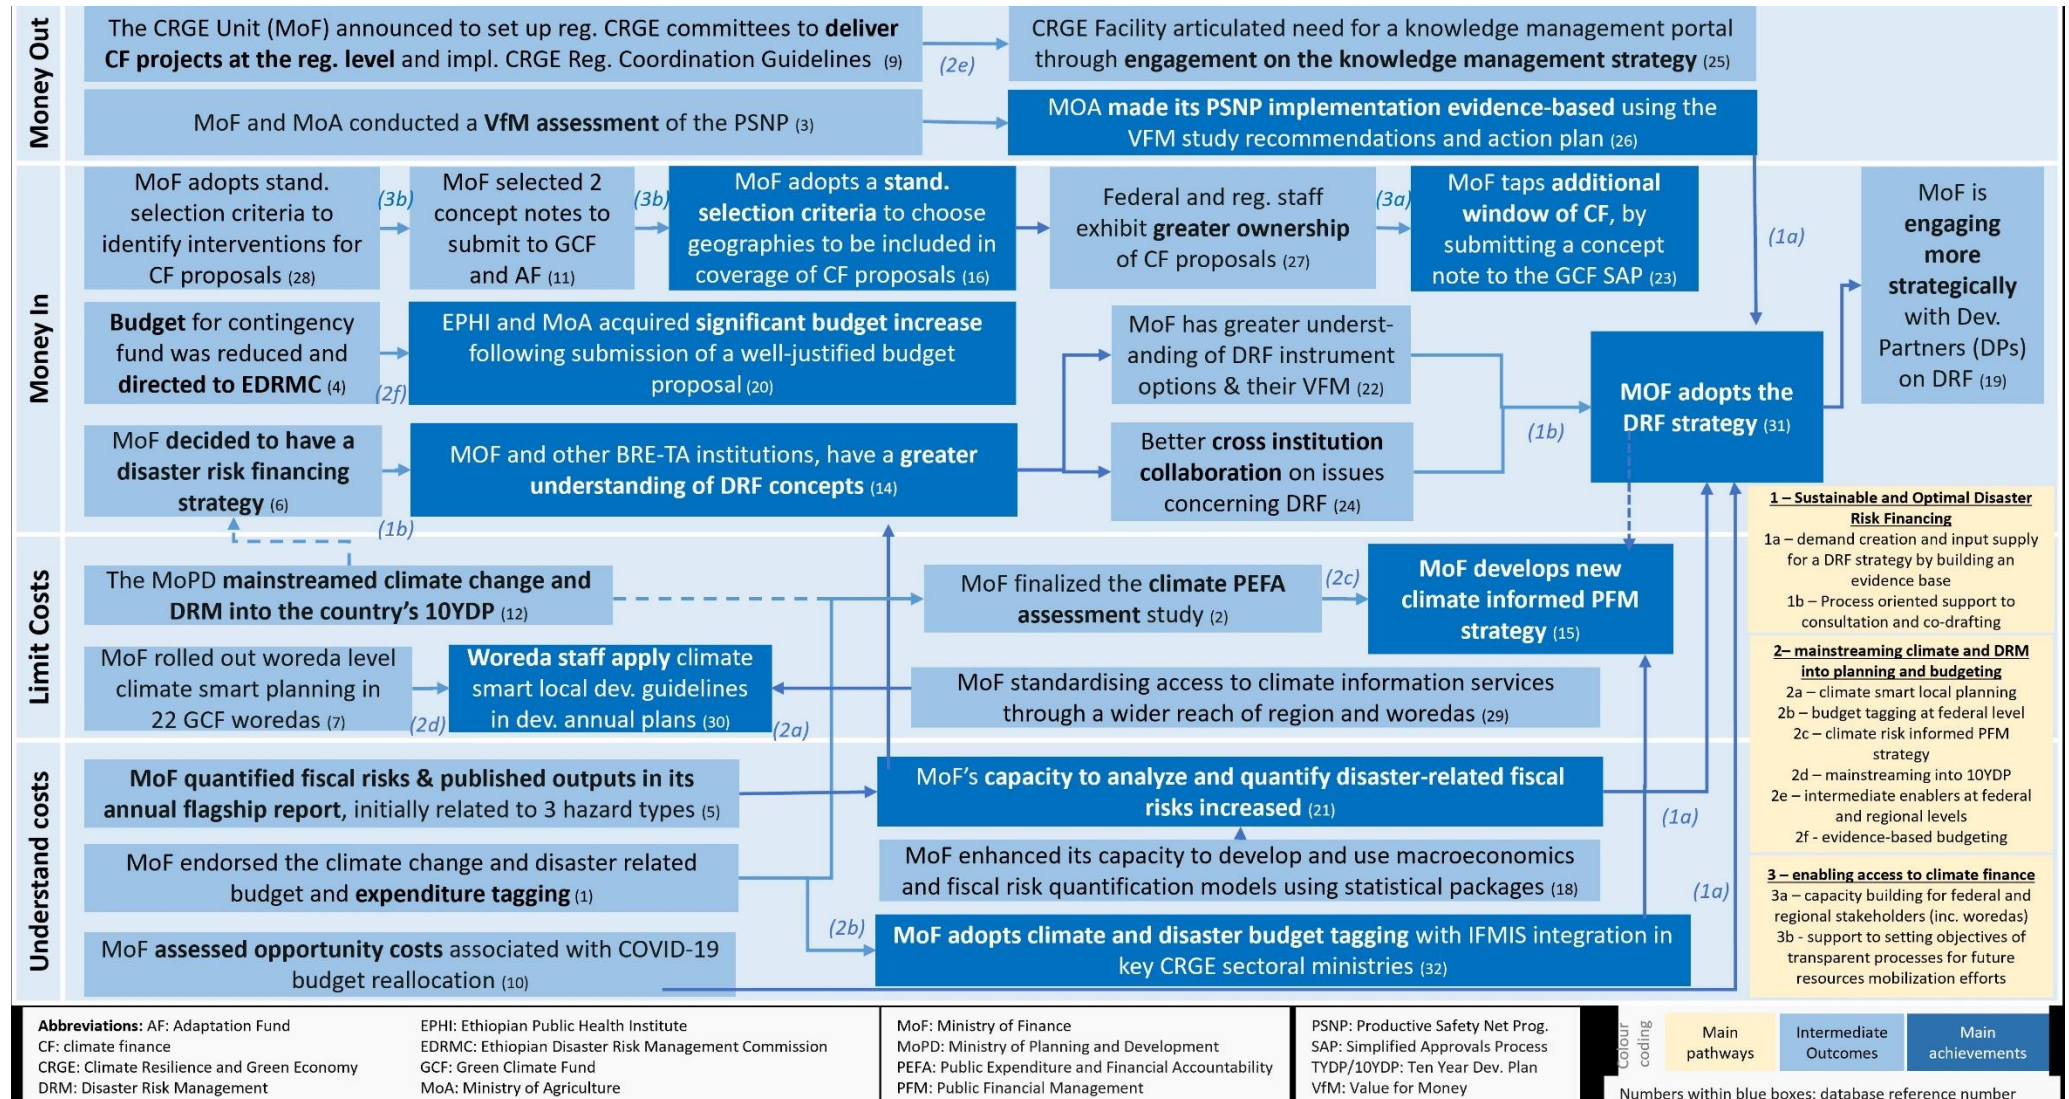 Money Out
The CRGE Unit (MoF) announced to set up reg. CRGE committees to deliver
CF projects at the reg. level and impl. CRGE Reg. Coordination Guidelines (9)
(2e)
CRGE Facility articulated need for a knowledge management portal
through engagement on the knowledge management strategy (25)
MoF and MoA conducted a VfM assessment of the PSNP (3)
MOA made its PSNP implementation evidence-based using the
VFM study recommendations and action plan (26)
Money In
MoF adopts stand.
selection criteria to
identify interventions for
CF proposals (28)
(3b)
MoF selected 2
concept notes to
submit to GCF
and AF (11)
(3b)
MoF adopts a stand.
selection criteria to choose
geographies to be included in
coverage of CF proposals (16)
Federal and reg. staff
exhibit greater ownership
of CF proposals (27)
(3a)
MoF taps additional
window of CF, by
submitting a concept
note to the GCF SAP (23)
(1a)
MoF is
engaging
more
strategically
with Dev.
Partners (DPs)
on DRF (19)
Budget for contingency
fund was reduced and
directed to EDRMC (4)
(2f)
EPHI and MoA acquired significant budget increase
following submission of a well-justified budget
proposal (20)
MoF has greater underst-
anding of DRF instrument
options & their VFM (22)
MOF adopts the
DRF strategy (31)
MoF decided to have a
disaster risk financing
strategy (6)
(1b)
MOF and other BRE-TA institutions, have a greater
understanding of DRF concepts (14)
Better cross institution
collaboration on issues
concerning DRF (24)
(1b)
Limit Costs
The MoPD mainstreamed climate change and
DRM into the country's 10YDP (12)
MoF finalized the climate PEFA
assessment study (2)
(2c)
MoF develops new
climate informed PFM
strategy (15)
MoF rolled out woreda level
climate smart planning in
22 GCF woredas (7)
(2d)
Woreda staff apply climate
smart local dev. guidelines
in dev. annual plans (30)
(2a)
MoF standardising access to climate information services
through a wider reach of region and woredas (29)
Understand costs
MoF quantified fiscal risks & published outputs in its
annual flagship report, initially related to 3 hazard types (5)
MoF's capacity to analyze and quantify disaster-related fiscal
risks increased (21)
(1a)
MoF endorsed the climate change and disaster related
budget and expenditure tagging (1)
MoF enhanced its capacity to develop and use macroeconomics
and fiscal risk quantification models using statistical packages (18)
(1a)
(2b)
MoF assessed opportunity costs associated with COVID-19
budget reallocation (10)
MoF adopts climate and disaster budget tagging with IFMIS integration in
key CRGE sectoral ministries (32)
1 – Sustainable and Optimal Disaster
Risk Financing
1a – demand creation and input supply
for a DRF strategy by building an
evidence base
1b – Process oriented support to
consultation and co-drafting
2– mainstreaming climate and DRM
into planning and budgeting
2a – climate smart local planning
2b – budget tagging at federal level
2c – climate risk informed PFM
strategy
2d – mainstreaming into 10YDP
2e – intermediate enablers at federal
and regional levels
2f - evidence-based budgeting
3 – enabling access to climate finance
3a – capacity building for federal and
regional stakeholders (inc. woredas)
3b - support to setting objectives of
transparent processes for future
resources mobilization efforts
Abbreviations: AF: Adaptation Fund
CF: climate finance
CRGE: Climate Resilience and Green Economy
DRM: Disaster Risk Management
EPHI: Ethiopian Public Health Institute
EDRMC: Ethiopian Disaster Risk Management Commission
GCF: Green Climate Fund
MoA: Ministry of Agriculture
MoF: Ministry of Finance
MoPD: Ministry of Planning and Development
PEFA: Public Expenditure and Financial Accountability
PFM: Public Financial Management
PSNP: Productive Safety Net Prog.
SAP: Simplified Approvals Process
TYDP/10YDP: Ten Year Dev. Plan
VfM: Value for Money
Colour
coding
Main
pathways
Intermediate
Outcomes
Main
achievements
Numbers within blue boxes: database reference number